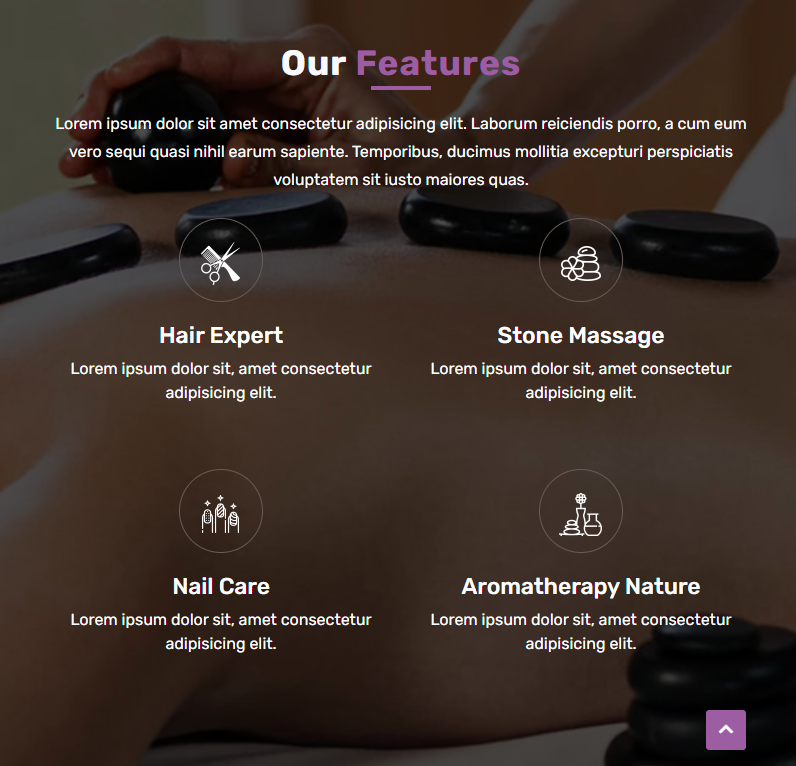 Our Features
Lorem ipsum dolor sit amet consectetur adipisicing elit. Laborum reiciendis porro, a cum eum
vero sequi quasi nihil earum sapiente. Temporibus, ducimus mollitia excepturi perspiciatis
voluptatem sit iusto maiores quas.
Hair Expert
Lorem ipsum dolor sit, amet consectetur
adipisicing elit.
Stone Massage
Lorem ipsum dolor sit, amet consectetur
adipisicing elit.
Nail Care
Lorem ipsum dolor sit, amet consectetur
adipisicing elit.
Aromatherapy Nature
Lorem ipsum dolor sit, amet consectetur
adipisicing elit.